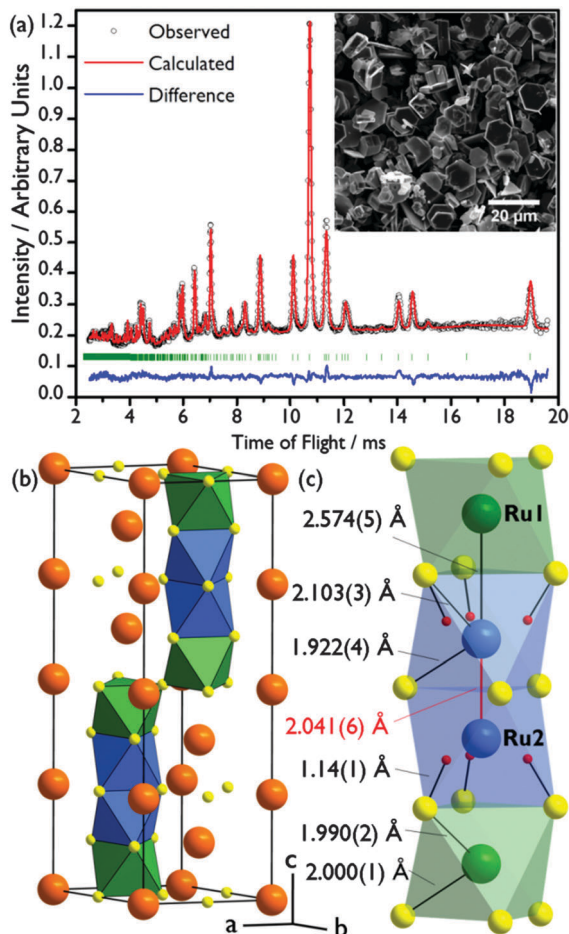 (a)
Observed
Calculated
Difference
Intensity / Arbitrary Units
1.2
1.1
1.0
0.9
0.8
0.7
0.6
0.5
0.4
0.3
0.2
0.1
0.0
20 μm
2 4 6 8 10 12 14 16 18 20
Time of Flight / ms
(b)
(c)
Ru1
2.574(5) Å
2.103(3) Å
1.922(4) Å
2.041(6) Å
Ru2
1.14(1) Å
1.990(2) Å
2.000(1) Å
c
a
b